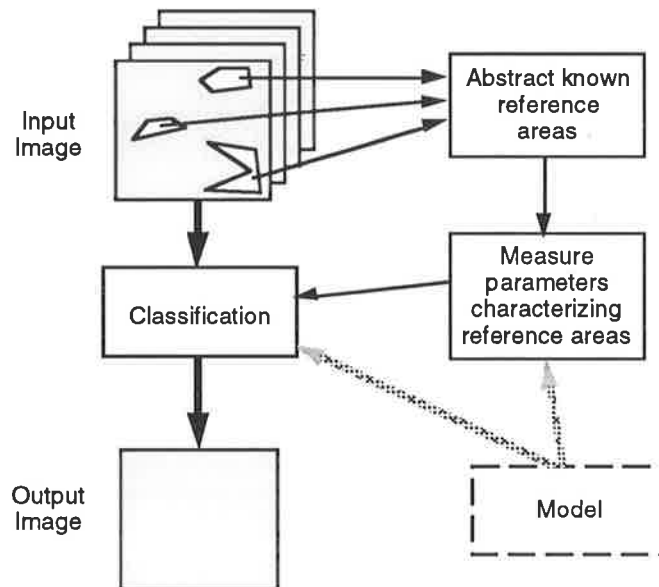 Input
Image
Abstract known
reference
areas
Classification
Measure
parameters
characterizing
reference areas
Output
Image
Model